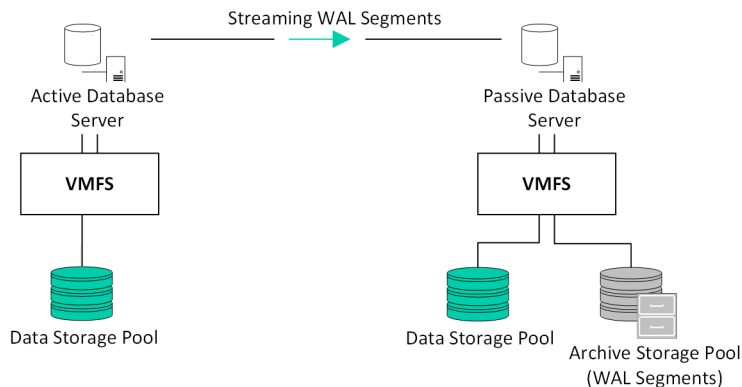 Streaming WAL Segments
Active Database
Server
Passive Database
Server
VMFS
VMFS
Data Storage Pool
Data Storage Pool
Archive Storage Pool
(WAL Segments)